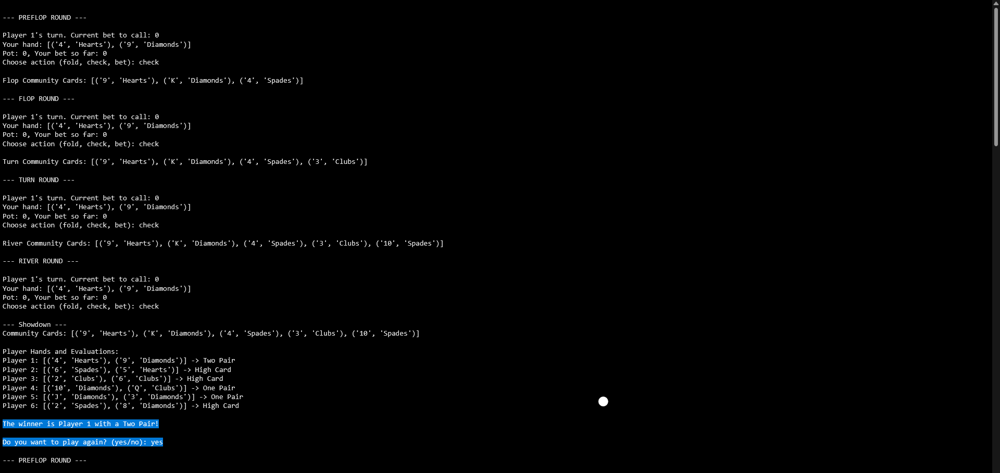 --- PREFLOP ROUND ---
Player 1's turn. Current bet to call: 0
Your hand: [('4', 'Hearts'), ('9', 'Diamonds')]
Pot: 0, Your bet so far: 0
Choose action (fold, check, bet): check
Flop Community Cards: [('9', 'Hearts'), ('K', 'Diamonds'), ('4', 'Spades')]
--- FLOP ROUND ---
Player 1's turn. Current bet to call: 0
Your hand: [('4', 'Hearts'), ('9', 'Diamonds')]
Pot: 0, Your bet so far: 0
Choose action (fold, check, bet): check
Turn Community Cards: [('9', 'Hearts'), ('K', 'Diamonds'), ('4', 'Spades'), ('3', 'Clubs')]
--- TURN ROUND ---
Player 1's turn. Current bet to call: 0
Your hand: [('4', 'Hearts'), ('9', 'Diamonds')]
Pot: 0, Your bet so far: 0
Choose action (fold, check, bet): check
River Community Cards: [('9', 'Hearts'), ('K', 'Diamonds'), ('4', 'Spades'), ('3', 'Clubs'), ('10', 'Spades')]
--- RIVER ROUND ---
Player 1's turn. Current bet to call: 0
Your hand: [('4', 'Hearts'), ('9', 'Diamonds')]
Pot: 0, Your bet so far: 0
Choose action (fold, check, bet): check
--- Showdown ---
Community Cards: [('9', 'Hearts'), ('K', 'Diamonds'), ('4', 'Spades'), ('3', 'Clubs'), ('10', 'Spades')]
Player Hands and Evaluations:
Player 1: [('4', 'Hearts'), ('9', 'Diamonds')] -> Two Pair
Player 2: [('6', 'Spades'), ('5', 'Hearts')] -> High Card
Player 3: [('2', 'Clubs'), ('6', 'Clubs')] -> High Card
Player 4: [('10', 'Diamonds'), ('Q', 'Clubs')] -> One Pair
Player 5: [('J', 'Diamonds'), ('3', 'Diamonds')] -> One Pair
Player 6: [('2', 'Spades'), ('8', 'Diamonds')] -> High Card
The winner is Player 1 with a Two Pair!
Do you want to play again? (yes/no): yes
--- PREFLOP ROUND ---